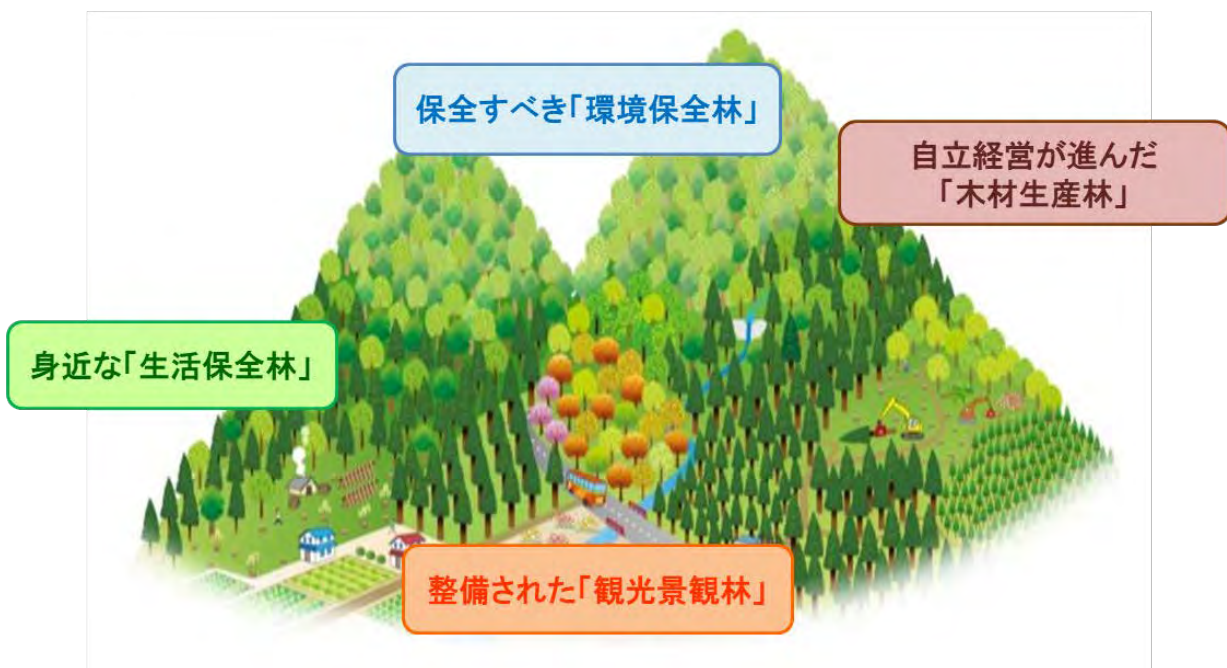 保全すべき「環境保全林」
自立経営が進んだ
「木材生産林」
身近な「生活保全林」
整備された「観光景観林」